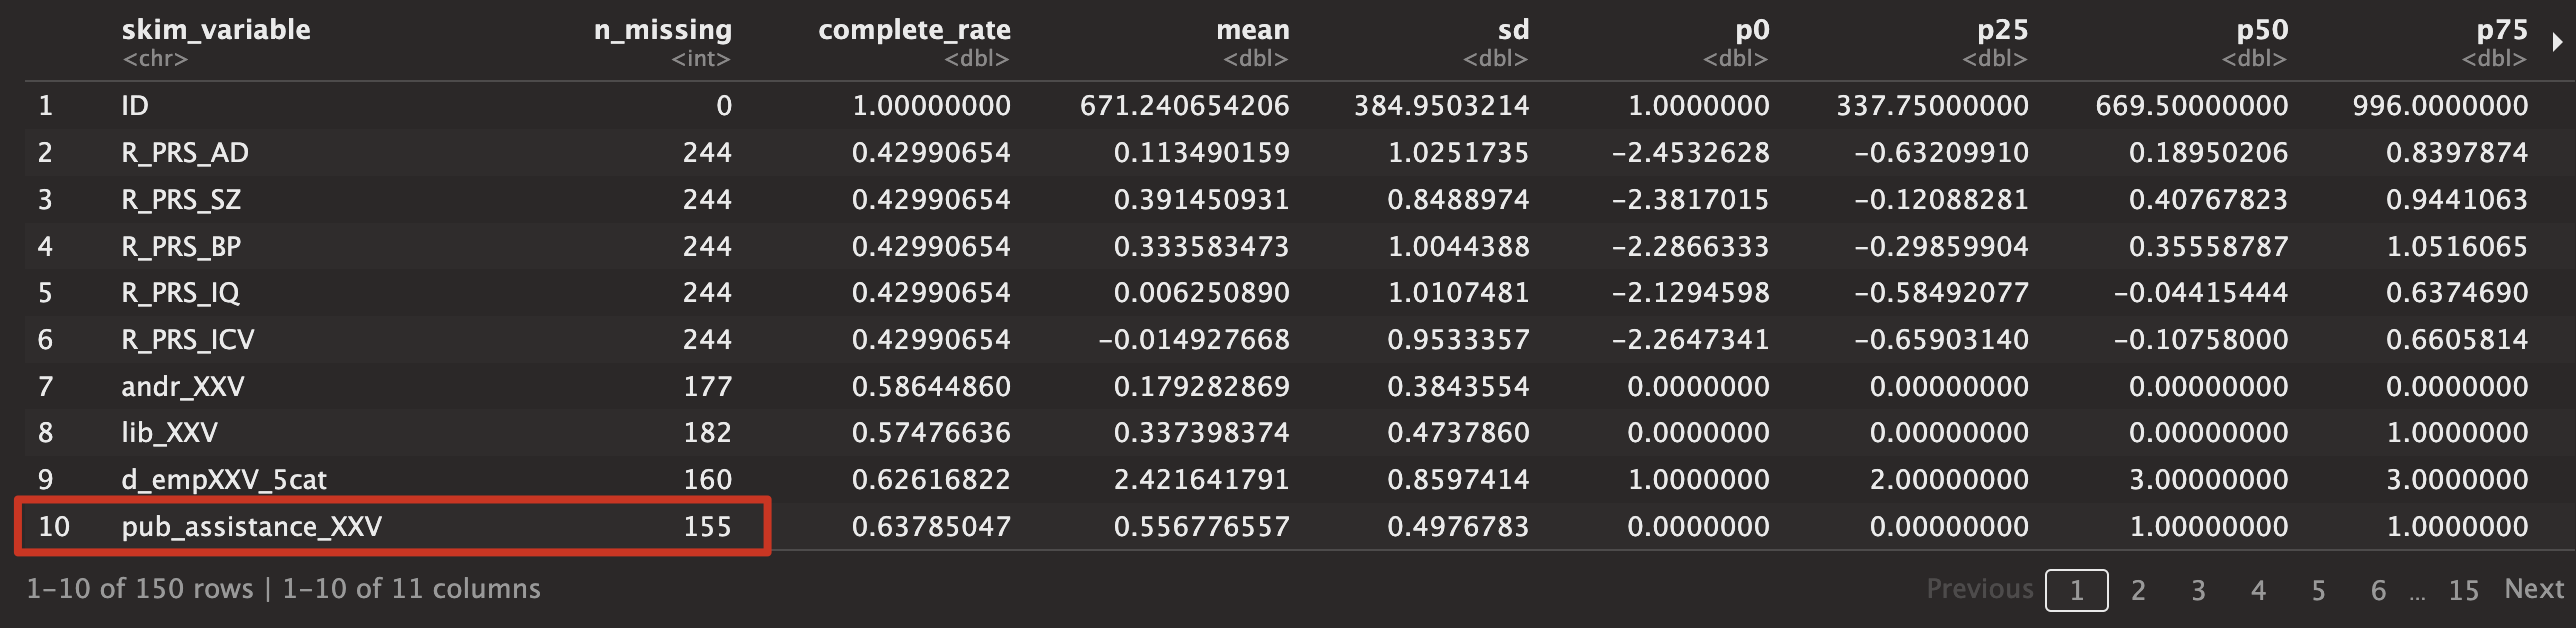 skim_variable n_missing complete_rate mean sd p0 p25 p50 p75
<chr> <int> <dbl> <dbl> <dbl> <dbl> <dbl> <dbl> <dbl>
1 ID 0 1.00000000 671.240654206 384.9503214 1.0000000 337.75000000 669.50000000 996.0000000
2 R_PRS_AD 244 0.42990654 0.113490159 1.0251735 −2.4532628 −0.63209910 0.18950206 0.8397874
3 R_PRS_SZ 244 0.42990654 0.391450931 0.8488974 −2.3817015 −0.12088281 0.40767823 0.9441063
4 R_PRS_BP 244 0.42990654 0.333583473 1.0044388 −2.2866333 −0.29859904 0.35558787 1.0516065
5 R_PRS_IQ 244 0.42990654 0.006250890 1.0107481 −2.1294598 −0.58492077 −0.04415444 0.6374690
6 R_PRS_ICV 244 0.42990654 −0.014927668 0.9533357 −2.2647341 −0.65903140 −0.10758000 0.6605814
7 andr_XXV 177 0.58644860 0.179282869 0.3843554 0.0000000 0.00000000 0.00000000 0.0000000
8 lib_XXV 182 0.57476636 0.337398374 0.4737860 0.0000000 0.00000000 0.00000000 1.0000000
9 d_empXXV_5cat 160 0.62616822 2.421641791 0.8597414 1.0000000 2.00000000 3.00000000 3.0000000
10 pub_assistance_XXV 155 0.63785047 0.556776557 0.4976783 0.0000000 0.00000000 1.00000000 1.0000000
1–10 of 150 rows | 1–10 of 11 columns Previous 1 2 3 4 5 6 ... 15 Next